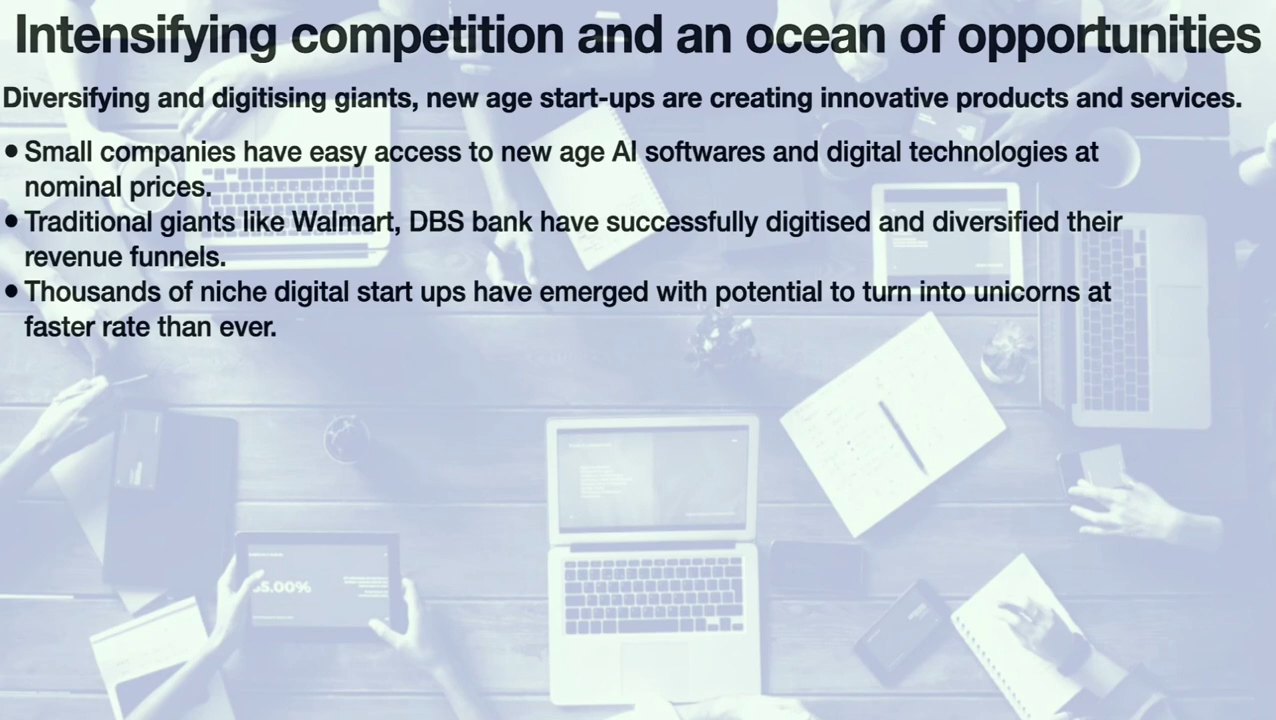 Intensifying competition and an ocean of opportunities
Diversifying and digitising giants, new age start-ups are creating innovative products and services.
• Small companies have easy access to new age AI softwares and digital technologies at
nominal prices.
• Traditional giants like Walmart, DBS bank have successfully digitised and diversified their
revenue funnels.
• Thousands of niche digital start ups have emerged with potential to turn into unicorns at
faster rate than ever.